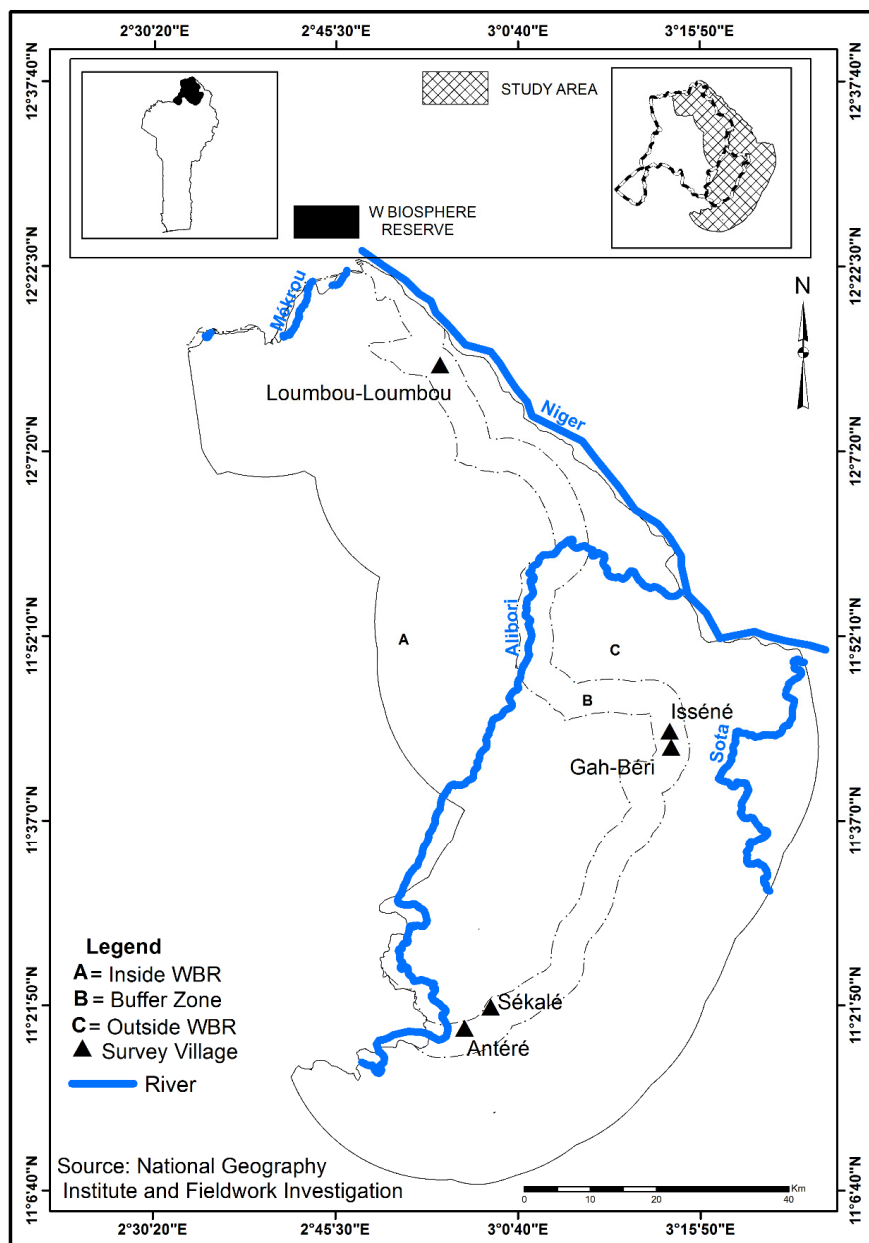 2°30'20"E 2°45'30"E 3°0'40"E 3°15'50"E
12°37'40"N 12°37'40"N
STUDY AREA
W BIOSPHERE
RESERVE
12°22'30"N 12°22'30"N
Mékrou
N
Loumbou-Loumbou
Niger
12°7'20"N 12°7'20"N
Alibori
11°52'10"N 11°52'10"N
A
C
B
Isséné
Sota
Gah-Béri
11°37'0"N 11°37'0"N
Legend
A = Inside WBR
B = Buffer Zone
C = Outside WBR
Survey Village
River
11°21'50"N 11°21'50"N
Sékalé
Antéré
Source: National Geography
Institute and Fieldwork Investigation
Km
0 5 10 20 40
11°6'40"N 11°6'40"N
2°30'20"E 2°45'30"E 3°0'40"E 3°15'50"E